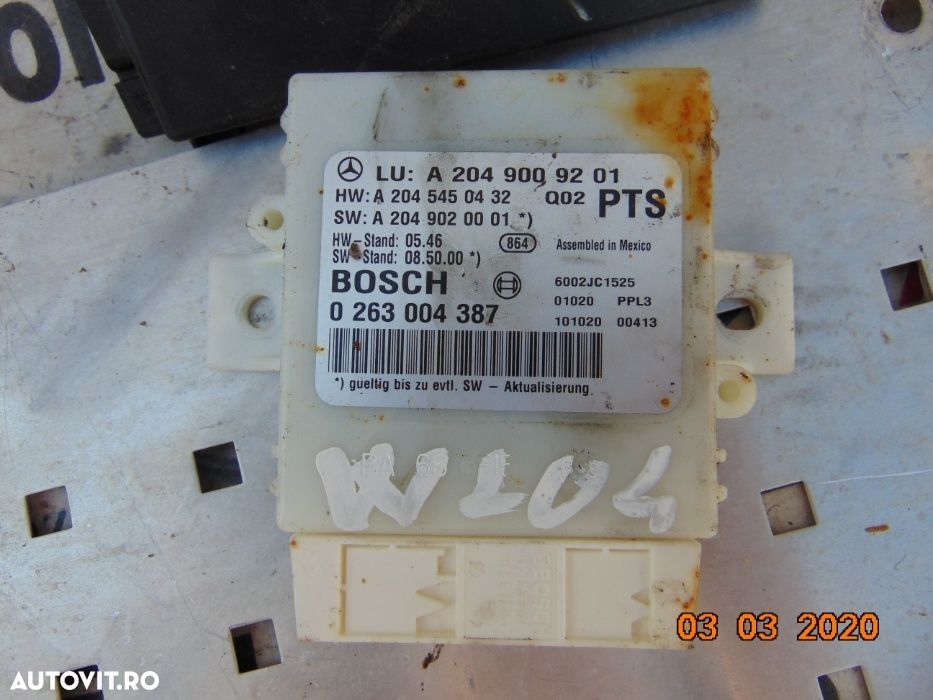 LU: A 204 900 92 01
HW: A 204 545 04 32 Q02 PTS
SW: A 204 902 00 01 *)
HW-Stand: 05.46 864 Assembled in Mexico
SW-Stand: 08.50.00 *)
BOSCH 6002JC1525
0 263 004 387 01020 PPL3
101020 00413
*) gueltig bis zu evtl. SW - Aktualisierung.
W204
03 03 2020
AUTOVIT.RO